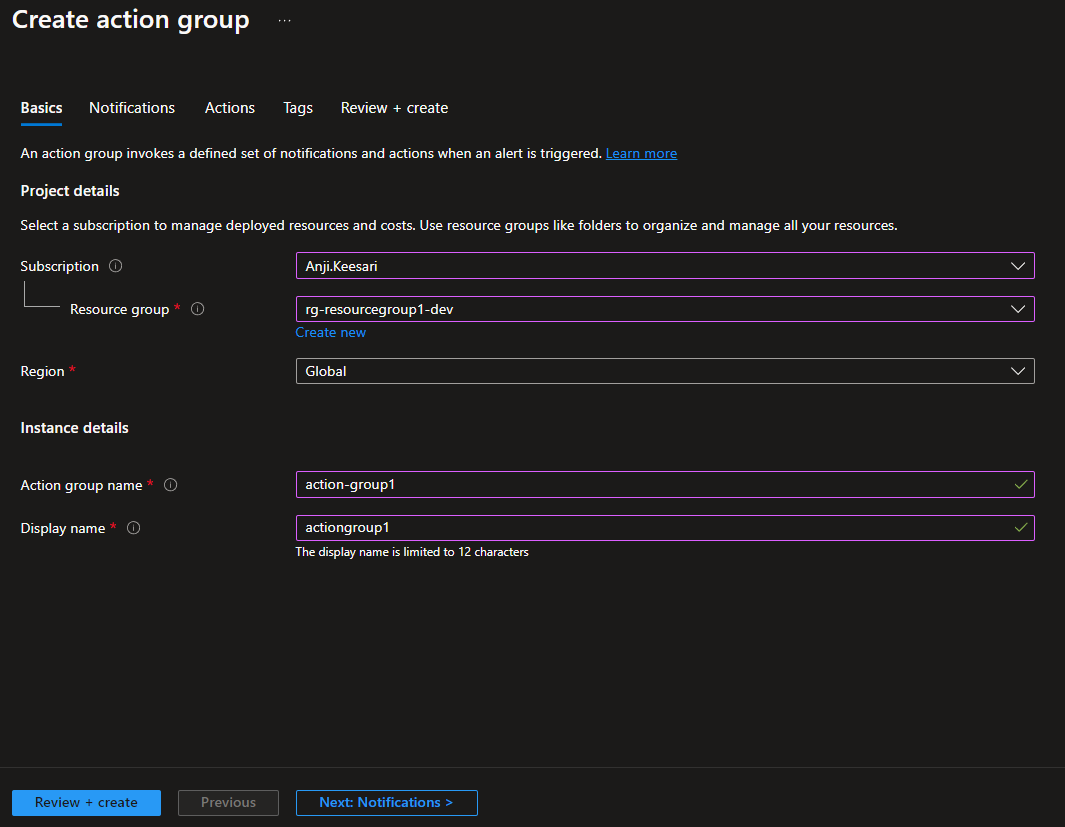 Create action group ...
Basics Notifications Actions Tags Review + create
An action group invokes a defined set of notifications and actions when an alert is triggered. Learn more
Project details
Select a subscription to manage deployed resources and costs. Use resource groups like folders to organize and manage all your resources.
Subscription Anji.Keesari
Resource group * rg-resourcegroup1-dev
Create new
Region * Global
Instance details
Action group name * action-group1
Display name * actiongroup1
The display name is limited to 12 characters
Review + create Previous Next: Notifications >